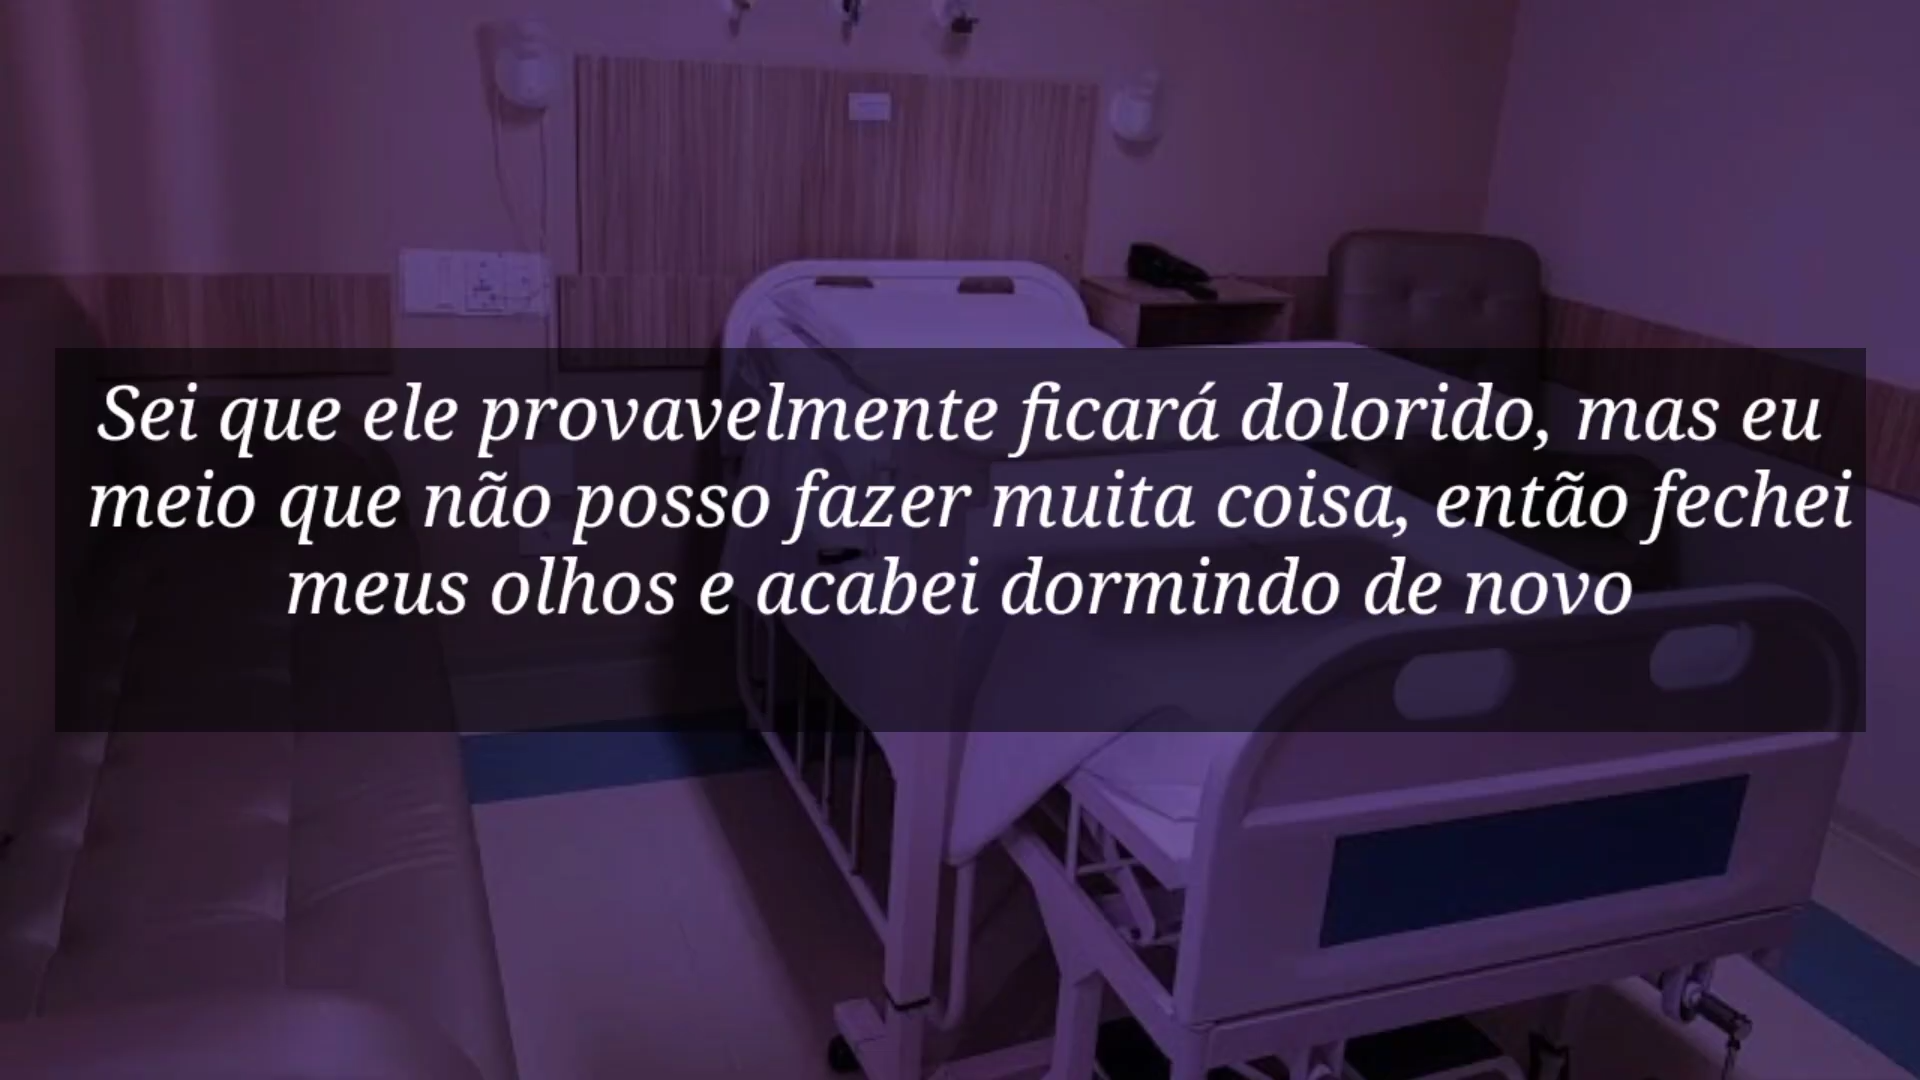 Sei que ele provavelmente ficará dolorido, mas eu
meio que não posso fazer muita coisa, então fechei
meus olhos e acabei dormindo de novo